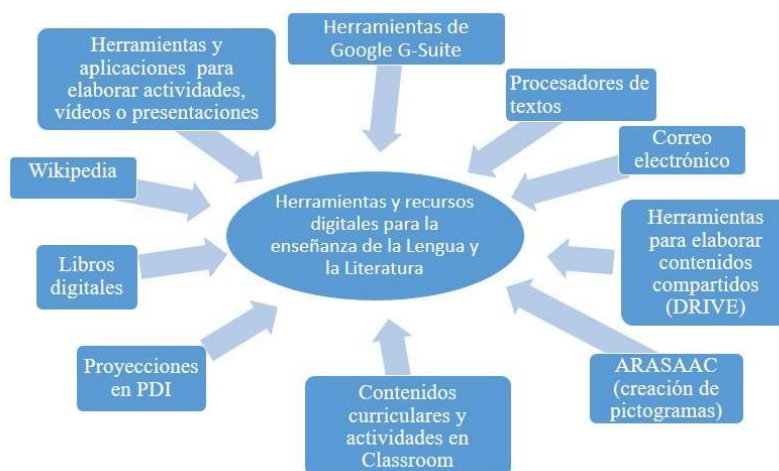 Herramientas de
Google G-Suite
Herramientas y
aplicaciones para
elaborar actividades,
vídeos o presentaciones
Procesadores de
textos
Correo
electrónico
Wikipedia
Herramientas y recursos
digitales para la
enseñanza de la Lengua y
la Literatura
Herramientas
para elaborar
contenidos
compartidos
(DRIVE)
Libros
digitales
Proyecciones
en PDI
Contenidos
curriculares y
actividades en
Classroom
ARASAAC
(creación de
pictogramas)